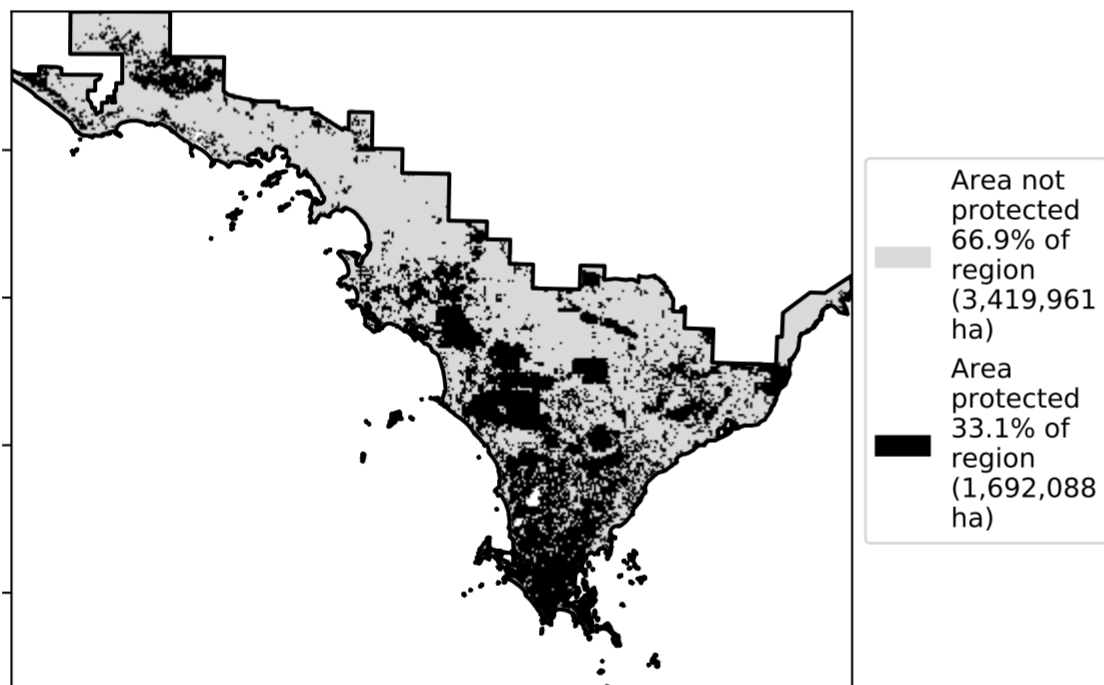 Area not
protected
66.9% of
region
(3,419,961
ha)
Area
protected
33.1% of
region
(1,692,088
ha)